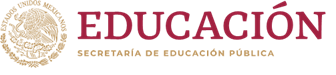 ESTADOS UNIDOS MEXICANOS
EDUCACIÓN
SECRETARÍA DE EDUCACIÓN PÚBLICA